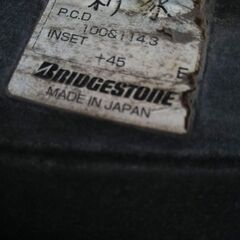 P.C.D
100&114.3
INSET
+45 E
BRIDGESTONE
MADE IN JAPAN